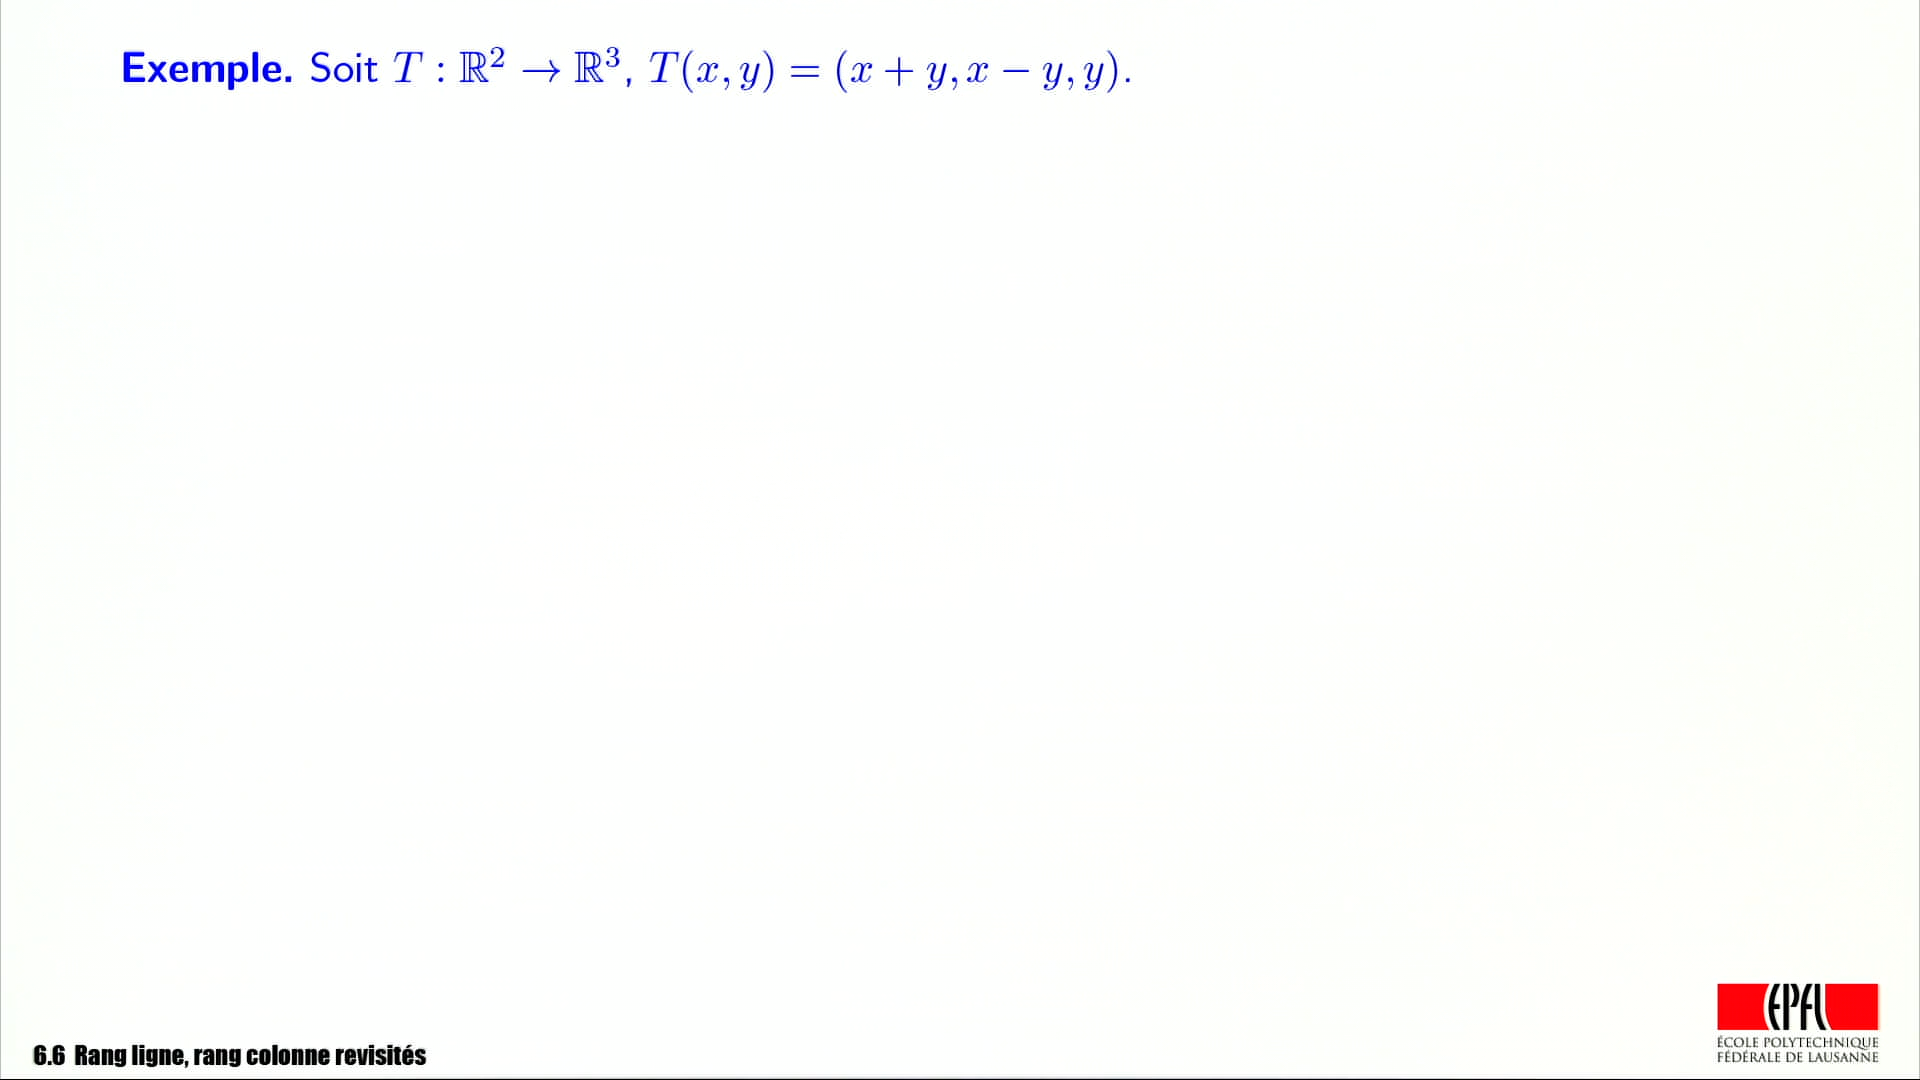 Exemple. Soit T : ℝ² → ℝ³, T(x, y) = (x + y, x − y, y).
EPFL
ÉCOLE POLYTECHNIQUE
FÉDÉRALE DE LAUSANNE
6.6 Rang ligne, rang colonne revisités